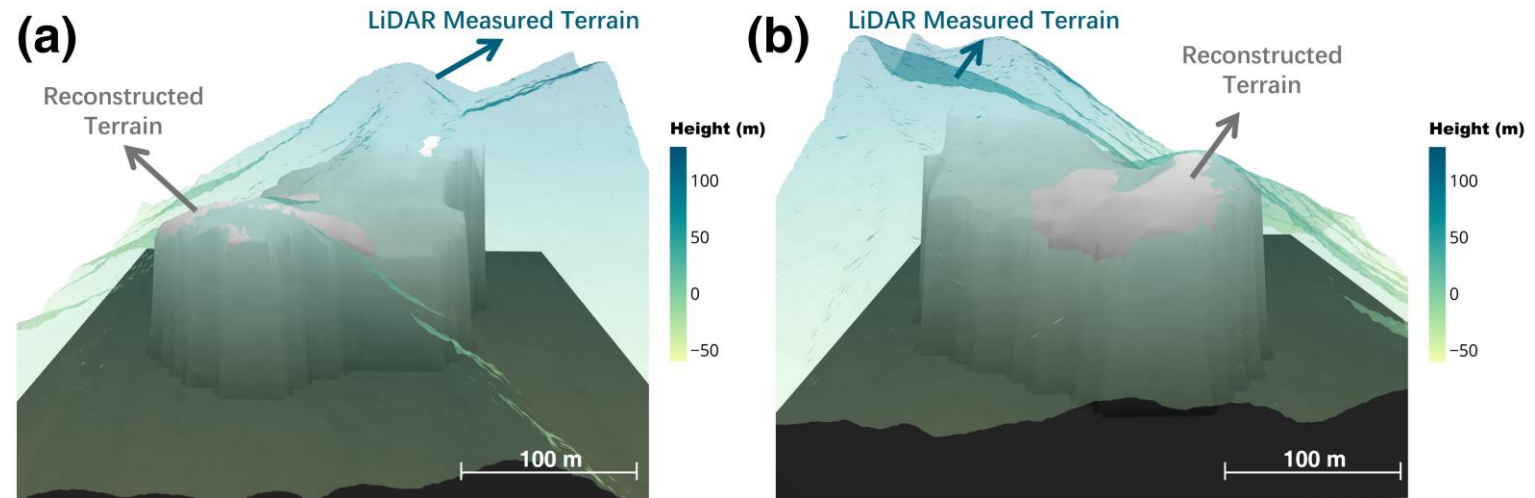 (a)
LiDAR Measured Terrain
Reconstructed
Terrain
Height (m)
100
50
0
−50
100 m
(b)
LiDAR Measured Terrain
Reconstructed
Terrain
Height (m)
100
50
0
−50
100 m